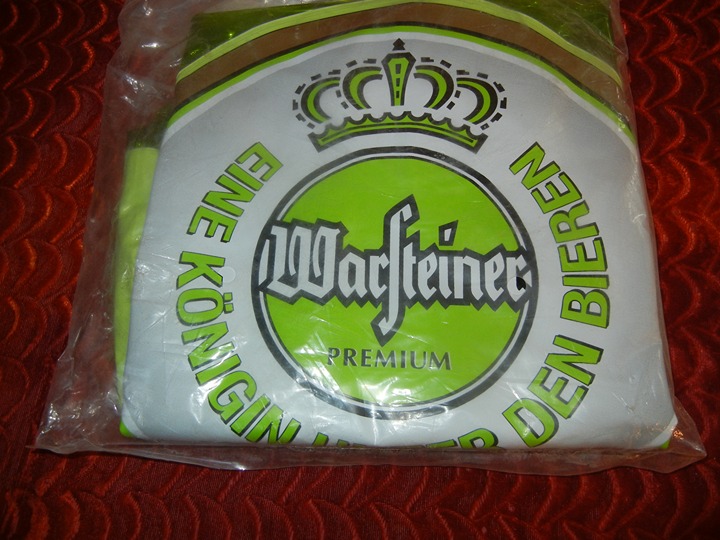 EINE KÖNIGIN DEN BIEREN
Warsteiner
PREMIUM